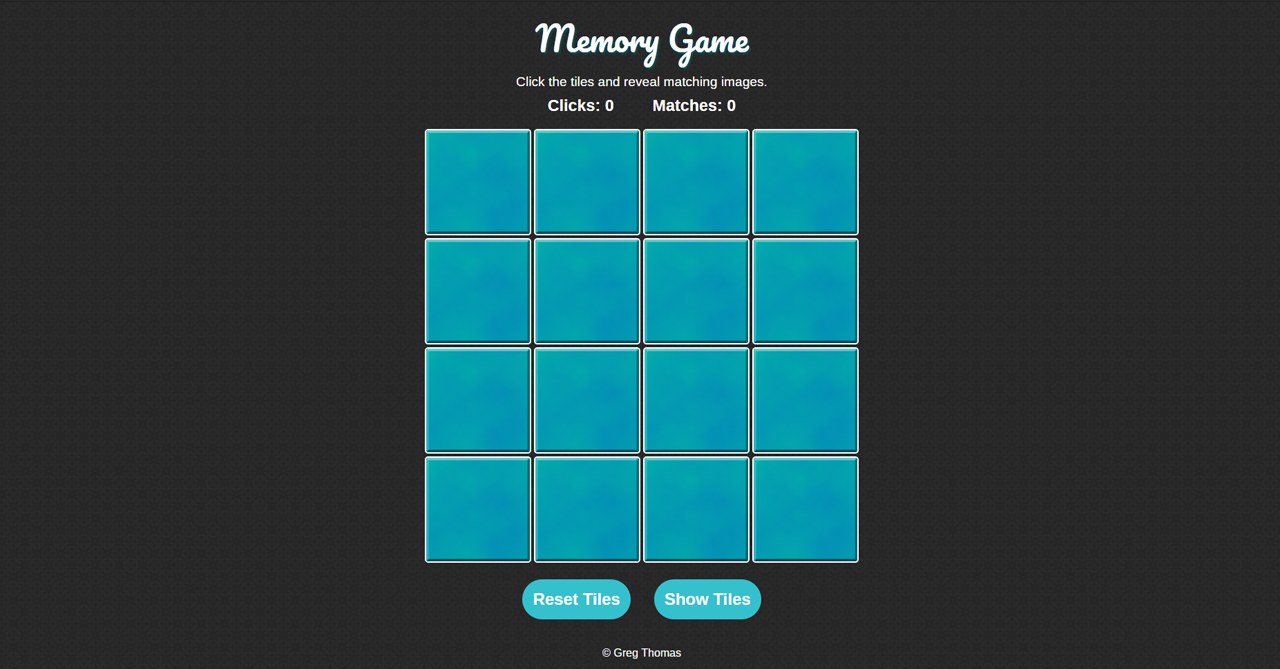 Memory Game
Click the tiles and reveal matching images.
Clicks: 0 Matches: 0
Reset Tiles Show Tiles
© Greg Thomas